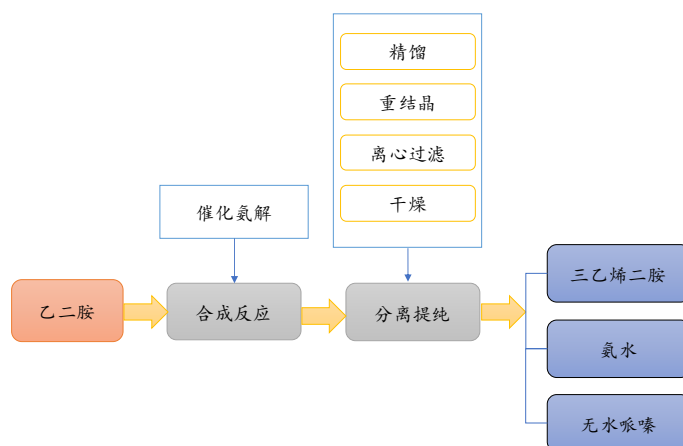 精馏
重结晶
离心过滤
干燥
催化氨解
乙二胺
合成反应
分离提纯
三乙烯二胺
氨水
无水哌嗪